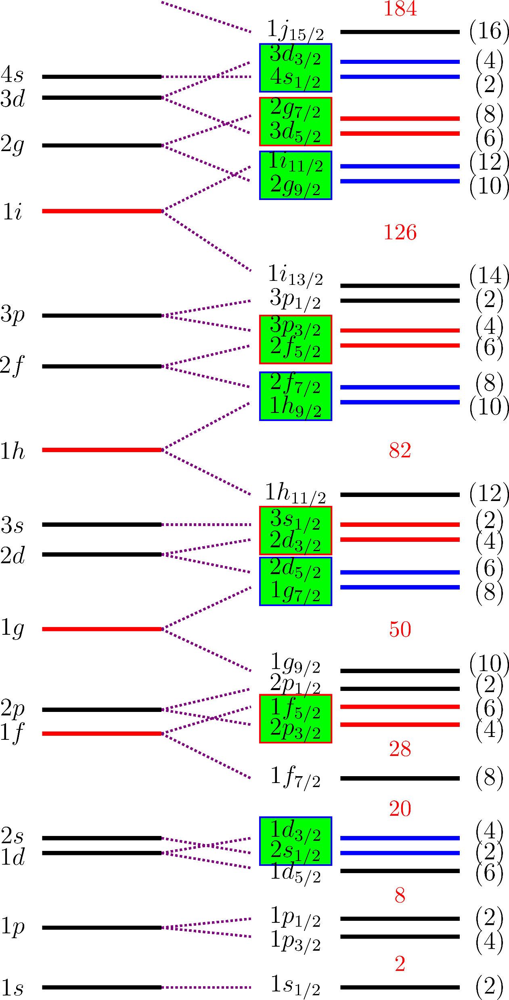 184
1j15/2 (16)
3d3/2 (4)
4s 4s1/2 (2)
3d
2g7/2 (8)
3d5/2 (6)
2g
1i11/2 (12)
2g9/2 (10)
1i
126
1i13/2 (14)
3p1/2 (2)
3p
3p3/2 (4)
2f5/2 (6)
2f
2f7/2 (8)
1h9/2 (10)
1h 82
1h11/2 (12)
3s 3s1/2 (2)
2d3/2 (4)
2d
2d5/2 (6)
1g7/2 (8)
1g 50
1g9/2 (10)
2p1/2 (2)
2p 1f5/2 (6)
1f 2p3/2 (4)
28
1f7/2 (8)
20
2s 1d3/2 (4)
1d 2s1/2 (2)
1d5/2 (6)
8
1p 1p1/2 (2)
1p3/2 (4)
2
1s 1s1/2 (2)